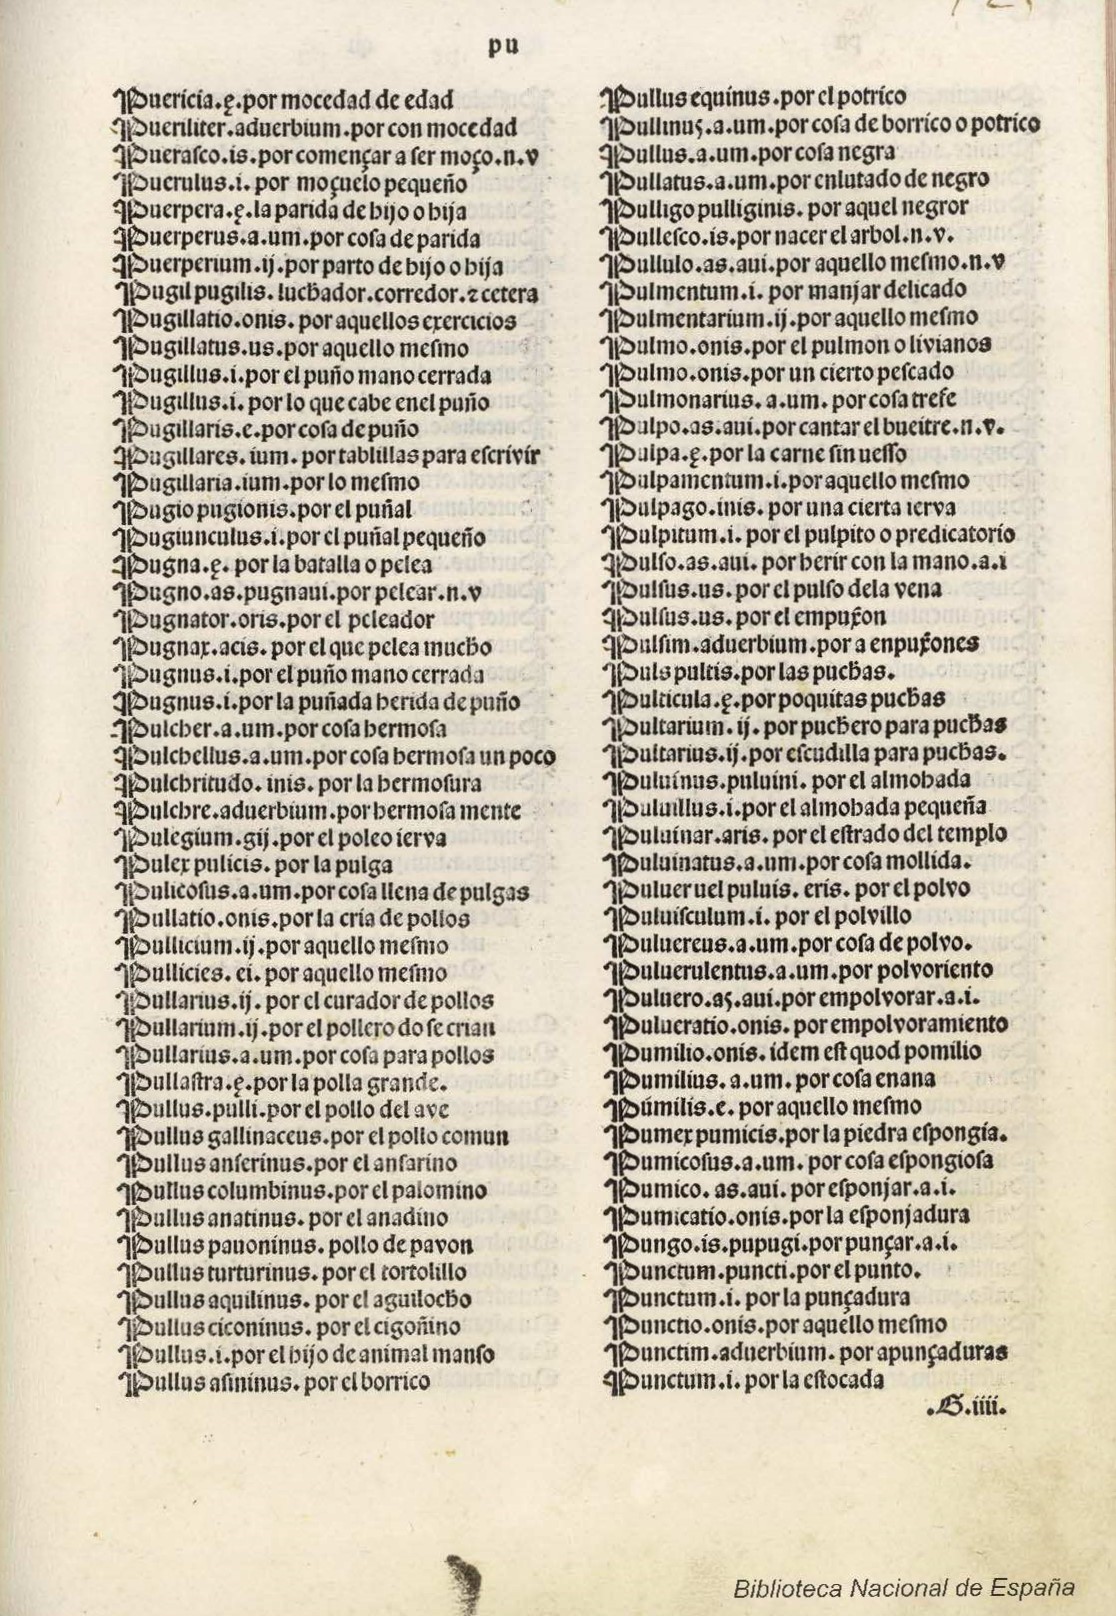 pu
Puericia.ę.por mocedad de edad
Pueriliter.aduerbium.por con mocedad
Puerasco.is.por començar a ser moço.n.v
Puerulus.i. por moçuelo pequeño
Puerpera.ę.la parida de hijo o hija
Puerperus.a.um.por cosa de parida
Puerperium.ij.por parto de hijo o hija
Pugil pugilis. luchador.corredor.⁊ cetera
Pugillatio.onis. por aquellos exercicios
Pugillatus.us.por aquello mesmo
Pugillus.i.por el puño mano cerrada
Pugillus.i. por lo que cabe enel puño
Pugillaris.e.por cosa de puño
Pugillares. ium. por tablillas para escrivir
Pugillaria.ium.por lo mesmo
Pugio pugionis.por el puñal
Pugiunculus.i.por el puñal pequeño
Pugna.ę. por la batalla o pelea
Pugno.as.pugnaui.por pelear.n.v
Pugnator.oris.por el peleador
Pugnax.acis. por el que pelea mucho
Pugnus.i.por el puño mano cerrada
Pugnus.i.por la puñada herida de puño
Pulcher.a.um.por cosa hermosa
Pulchellus.a.um.por cosa hermosa un poco
Pulchritudo. inis. por la hermosura
Pulchre.aduerbium.por hermosa mente
Pulegium.gij.por el poleo ierva
Pulex pulicis. por la pulga
Pulicosus.a.um.por cosa llena de pulgas
Pullatio.onis.por la cria de pollos
Pullicium.ij.por aquello mesmo
Pullicies. ei. por aquello mesmo
Pullarius.ij. por el curador de pollos
Pullarium.ij.por el pollero do se crian
Pullarius.a.um.por cosa para pollos
Pullastra.ę.por la polla grande.
Pullus.pulli.por el pollo del ave
Pullus gallinaceus.por el pollo comun
Pullus anserinus.por el ansarino
Pullus columbinus.por el palomino
Pullus anatinus. por el anadino
Pullus pauoninus. pollo de pavon
Pullus turturinus. por el tortolillo
Pullus aquilinus. por el aguilocho
Pullus ciconinus. por el cigoñino
Pullus.i.por el hijo de animal manso
Pullus asininus. por el borrico
Pullus equinus.por el potrico
Pullinuς.a.um.por cosa de borrico o potrico
Pullus.a.um.por cosa negra
Pullatus.a.um.por enlutado de negro
Pulligo pulliginis. por aquel negror
Pullesco.is.por nacer el arbol.n.v.
Pullulo.as.aui.por aquello mesmo.n.v
Pulmentum.i. por manjar delicado
Pulmentarium.ij.por aquello mesmo
Pulmo.onis.por el pulmon o livianos
Pulmo.onis.por un cierto pescado
Pulmonarius. a.um. por cosa trefe
Pulpo.as.aui.por cantar el bueitre.n.v.
Pulpa.ę.por la carne sin uesso
Pulpamentum.i.por aquello mesmo
Pulpago.inis. por una cierta ierva
Pulpitum.i. por el pulpito o predicatorio
Pulso.as.aui. por herir con la mano.a.i
Pulsus.us. por el pulso dela vena
Pulsus.us. por el empuxon
Pulsim.aduerbium.por a enpuxones
Puls pultis.por las puchas.
Pulticula.ę.por poquitas puchas
Pultarium. ij. por puchero para puchas
Pultarius.ij.por escudilla para puchas.
Puluinus.puluini. por el almohada
Puluillus.i.por el almohada pequeña
Puluinar.aris. por el estrado del templo
Puluinatus.a.um.por cosa mollida.
Puluer uel puluis. eris. por el polvo
Puluisculum.i. por el polvillo
Puluereus.a.um.por cosa de polvo.
Puluerulentus.a.um.por polvoriento
Puluero.aς.aui.por empolvorar.a.i.
Pulueratio.onis. por empolvoramiento
Pumilio.onis. idem est quod pomilio
Pumilius. a.um. por cosa enana
Pumilis.e. por aquello mesmo
Pumex pumicis.por la piedra espongia.
Pumicosus.a.um. por cosa espongiosa
Pumico. as.aui. por esponjar.a.i.
Pumicatio.onis.por la esponjadura
Pungo.is.pupugi.por punçar.a.i.
Punctum.puncti.por el punto.
Punctum.i. por la punçadura
Punctio.onis.por aquello mesmo
Punctim.aduerbium. por apunçaduras
Punctum.i. por la estocada
.G.iiii.
Biblioteca Nacional de España